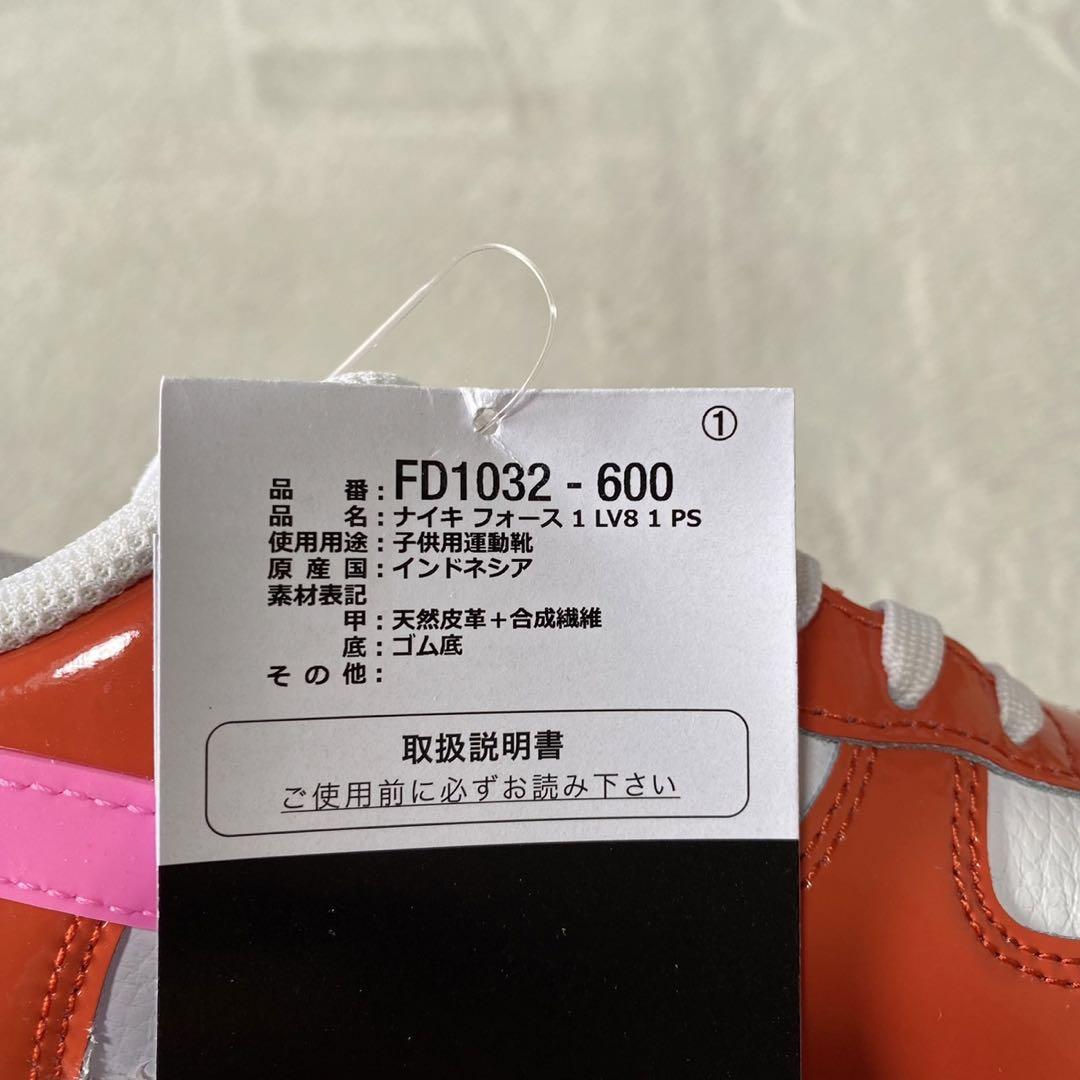 ①
品番:FD1032 - 600
品名:ナイキ フォース 1 LV8 1 PS
使用用途:子供用運動靴
原産国:インドネシア
素材表記
甲:天然皮革+合成繊維
底:ゴム底
その他:
取扱説明書
ご使用前に必ずお読み下さい